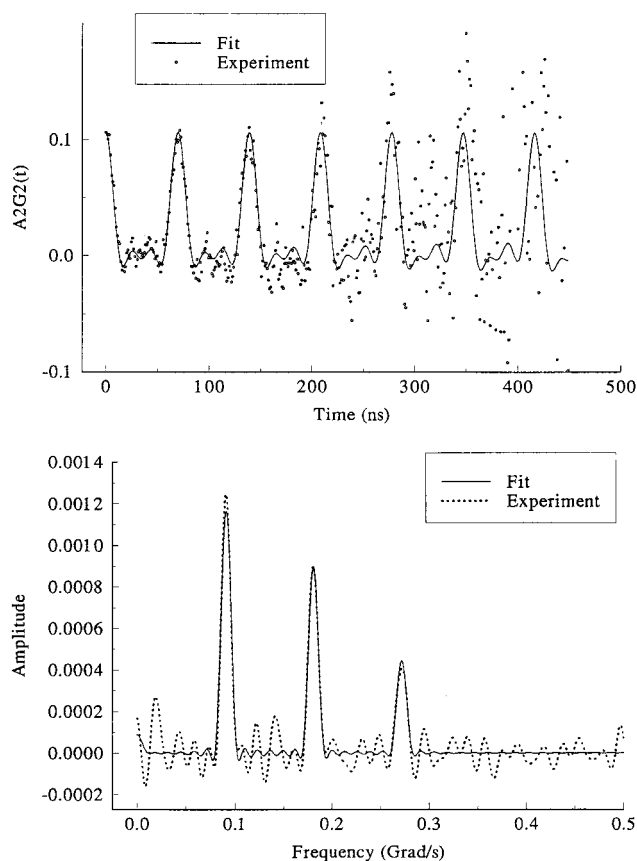 Fit
Experiment
A2G2(t)
0.1
0.0
-0.1
0 100 200 300 400 500
Time (ns)
Fit
Experiment
Amplitude
0.0014
0.0012
0.0010
0.0008
0.0006
0.0004
0.0002
0.0000
-0.0002
0.0 0.1 0.2 0.3 0.4 0.5
Frequency (Grad/s)